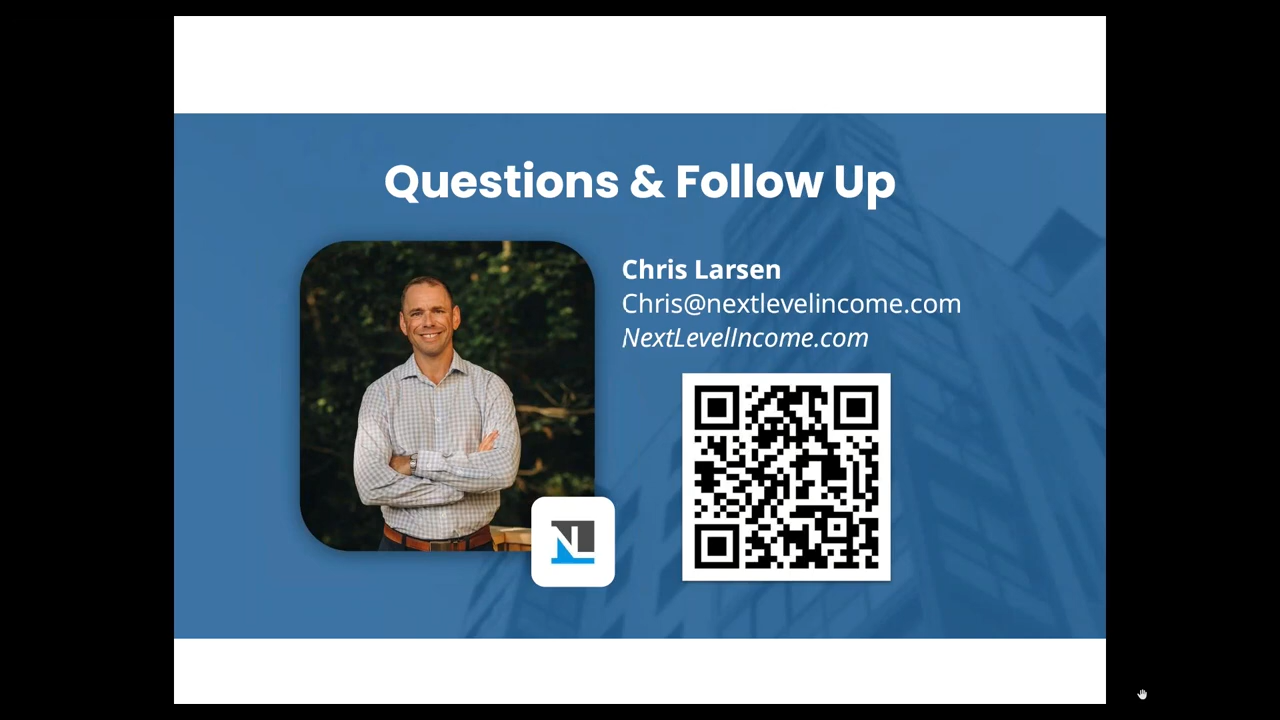 Questions & Follow Up
Chris Larsen
Chris@nextlevelincome.com
NextLevelIncome.com
NL